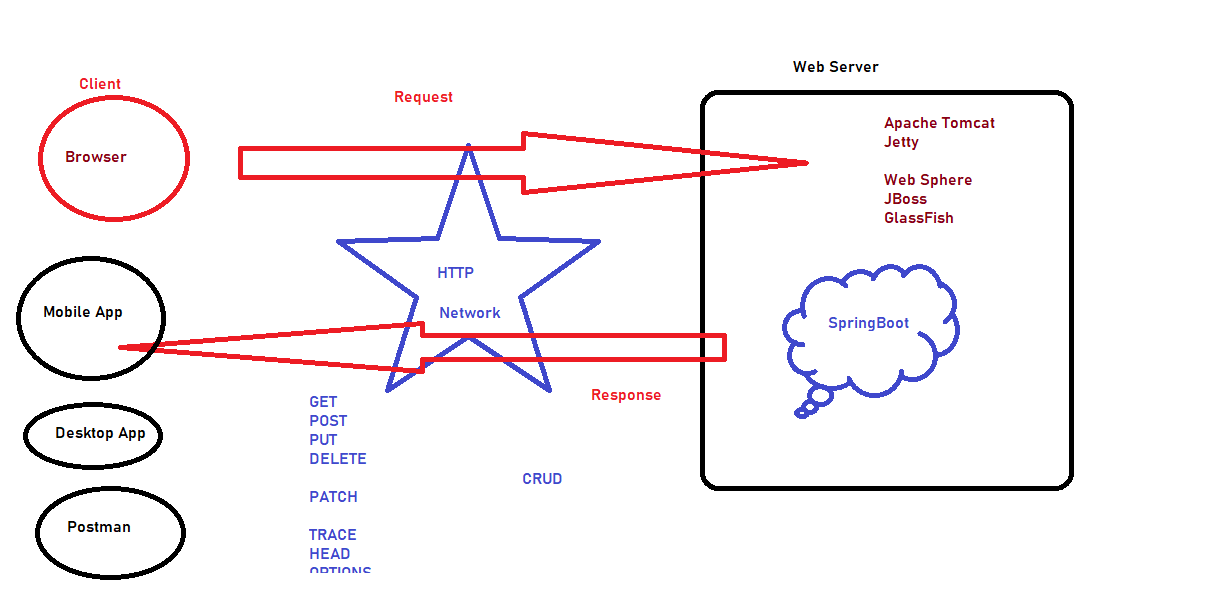 Web Server
Client
Request
Browser
Apache Tomcat
Jetty
Web Sphere
JBoss
GlassFish
HTTP
Network
Mobile App
SpringBoot
Response
GET
POST
PUT
DELETE
PATCH
TRACE
HEAD
OPTIONS
CRUD
Desktop App
Postman